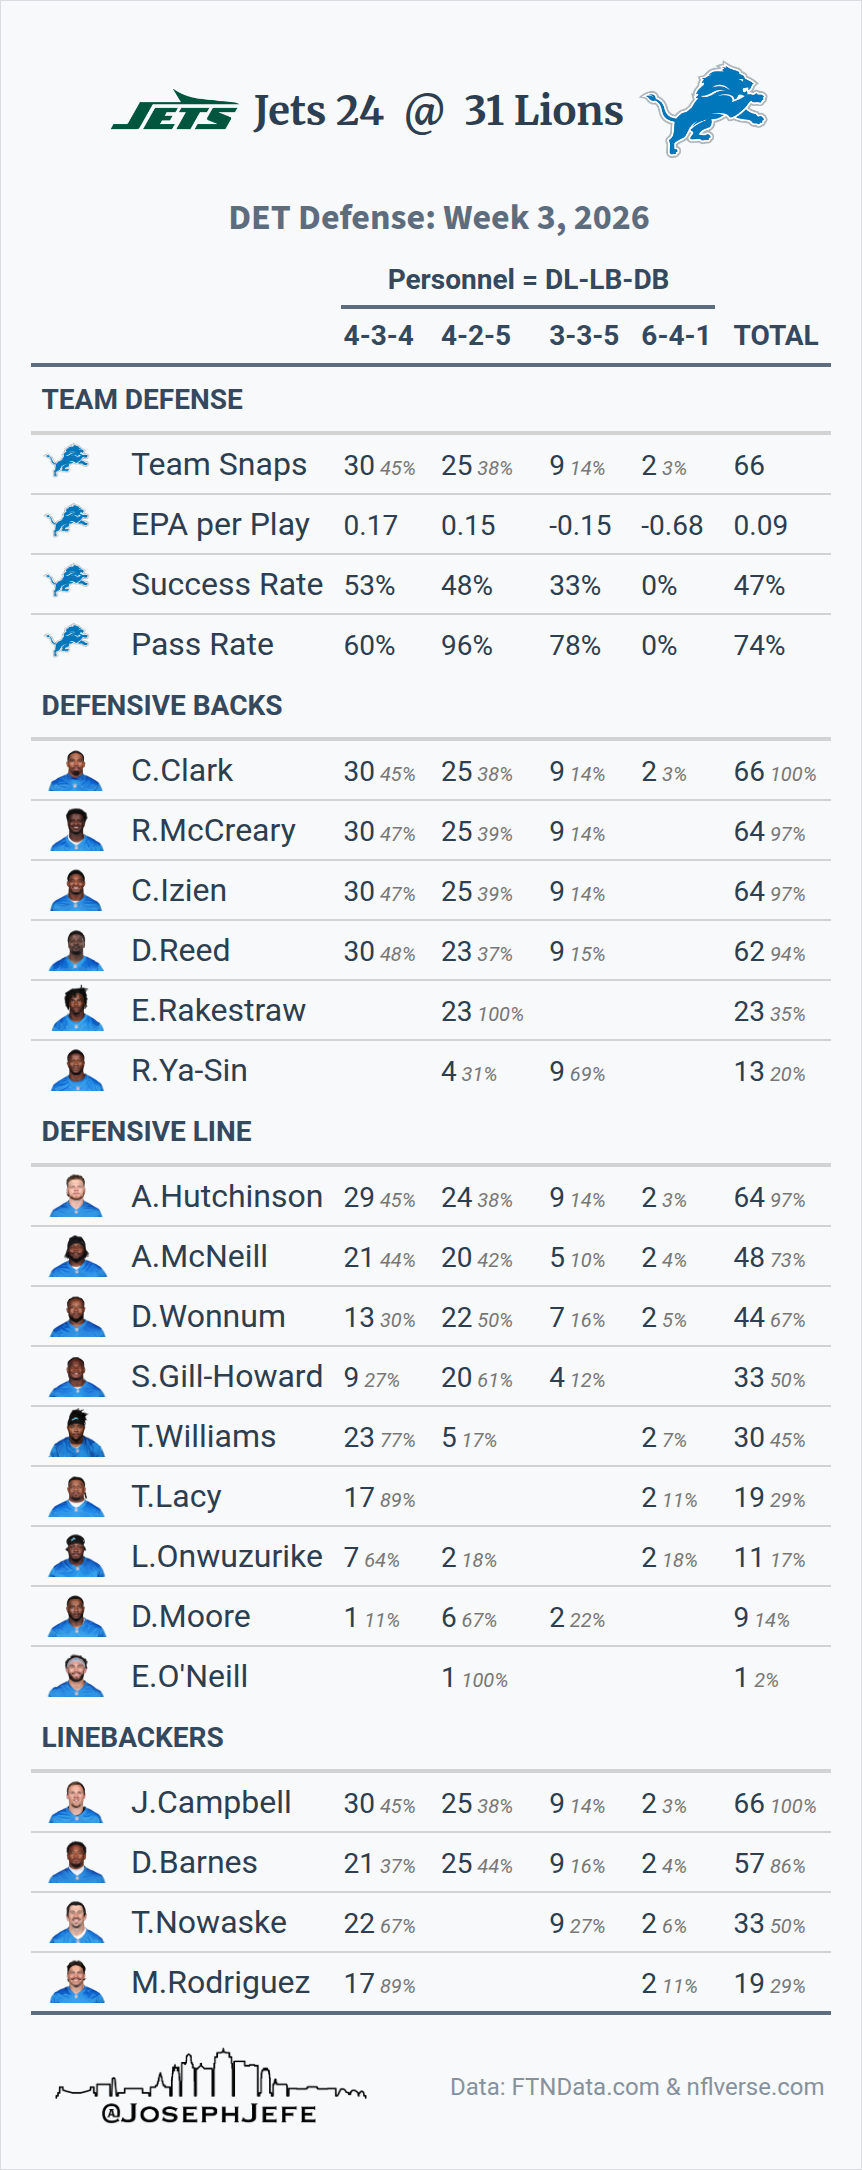 JETS Jets 24 @ 31 Lions
DET Defense: Week 3, 2026
Personnel = DL-LB-DB
4-3-4 4-2-5 3-3-5 6-4-1 TOTAL
TEAM DEFENSE
Team Snaps 30 45% 25 38% 9 14% 2 3% 66
EPA per Play 0.17 0.15 -0.15 -0.68 0.09
Success Rate 53% 48% 33% 0% 47%
Pass Rate 60% 96% 78% 0% 74%
DEFENSIVE BACKS
C.Clark 30 45% 25 38% 9 14% 2 3% 66 100%
R.McCreary 30 47% 25 39% 9 14% 64 97%
C.Izien 30 47% 25 39% 9 14% 64 97%
D.Reed 30 48% 23 37% 9 15% 62 94%
E.Rakestraw 23 100% 23 35%
R.Ya-Sin 4 31% 9 69% 13 20%
DEFENSIVE LINE
A.Hutchinson 29 45% 24 38% 9 14% 2 3% 64 97%
A.McNeill 21 44% 20 42% 5 10% 2 4% 48 73%
D.Wonnum 13 30% 22 50% 7 16% 2 5% 44 67%
S.Gill-Howard 9 27% 20 61% 4 12% 33 50%
T.Williams 23 77% 5 17% 2 7% 30 45%
T.Lacy 17 89% 2 11% 19 29%
L.Onwuzurike 7 64% 2 18% 2 18% 11 17%
D.Moore 1 11% 6 67% 2 22% 9 14%
E.O'Neill 1 100% 1 2%
LINEBACKERS
J.Campbell 30 45% 25 38% 9 14% 2 3% 66 100%
D.Barnes 21 37% 25 44% 9 16% 2 4% 57 86%
T.Nowaske 22 67% 9 27% 2 6% 33 50%
M.Rodriguez 17 89% 2 11% 19 29%
@JOSEPHJEFE
Data: FTNData.com & nflverse.com